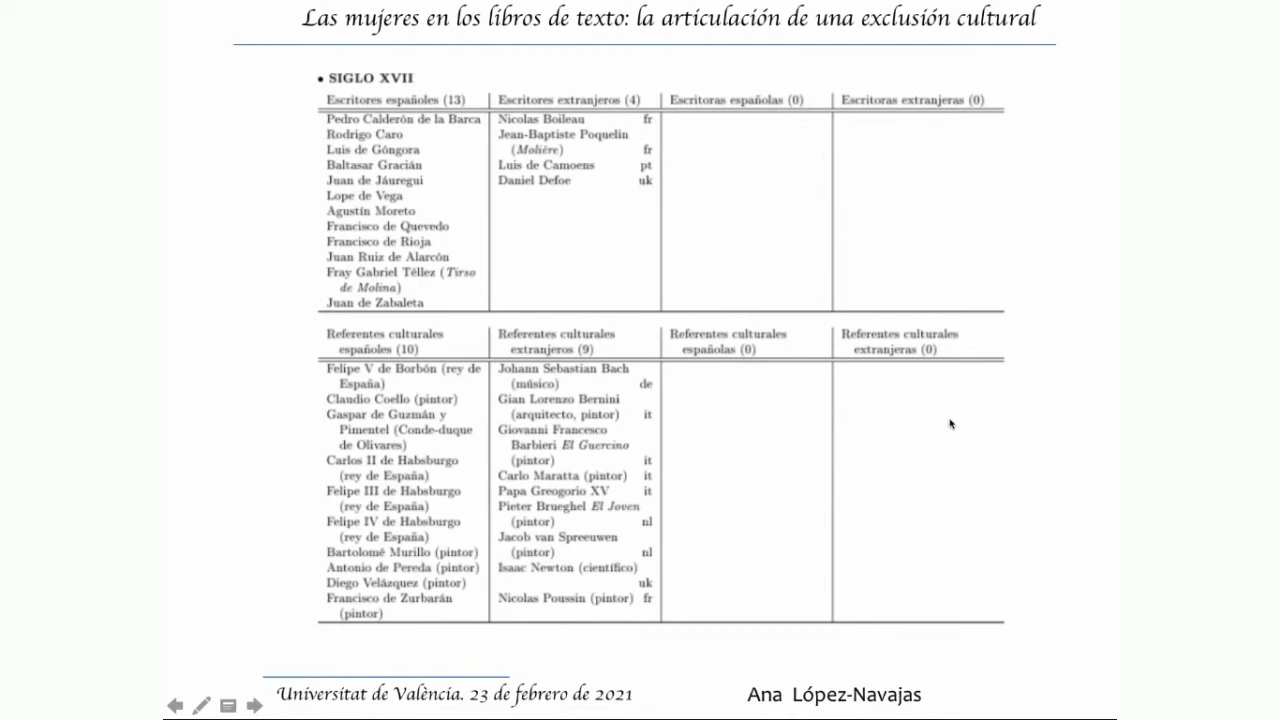 Las mujeres en los libros de texto: la articulación de una exclusión cultural
• SIGLO XVII
Escritores españoles (13) Escritores extranjeros (4) Escritoras españolas (0) Escritoras extranjeras (0)
Pedro Calderón de la Barca Nicolas Boileau fr
Rodrigo Caro Jean-Baptiste Poquelin
Luis de Góngora (Molière) fr
Baltasar Gracián Luis de Camoens pt
Juan de Jáuregui Daniel Defoe uk
Lope de Vega
Agustín Moreto
Francisco de Quevedo
Francisco de Rioja
Juan Ruiz de Alarcón
Fray Gabriel Téllez (Tirso
de Molina)
Juan de Zabaleta
Referentes culturales Referentes culturales Referentes culturales Referentes culturales
españoles (10) extranjeros (9) españolas (0) extranjeras (0)
Felipe V de Borbón (rey de Johann Sebastian Bach
España) (músico) de
Claudio Coello (pintor) Gian Lorenzo Bernini
Gaspar de Guzmán y (arquitecto, pintor) it
Pimentel (Conde-duque Giovanni Francesco
de Olivares) Barbieri El Guercino
Carlos II de Habsburgo (pintor) it
(rey de España) Carlo Maratta (pintor) it
Felipe III de Habsburgo Papa Greogorio XV it
(rey de España) Pieter Brueghel El Joven
Felipe IV de Habsburgo (pintor) nl
(rey de España) Jacob van Spreeuwen
Bartolomé Murillo (pintor) (pintor) nl
Antonio de Pereda (pintor) Isaac Newton (científico)
Diego Velázquez (pintor) uk
Francisco de Zurbarán Nicolas Poussin (pintor) fr
(pintor)
Universitat de València. 23 de febrero de 2021 Ana López-Navajas